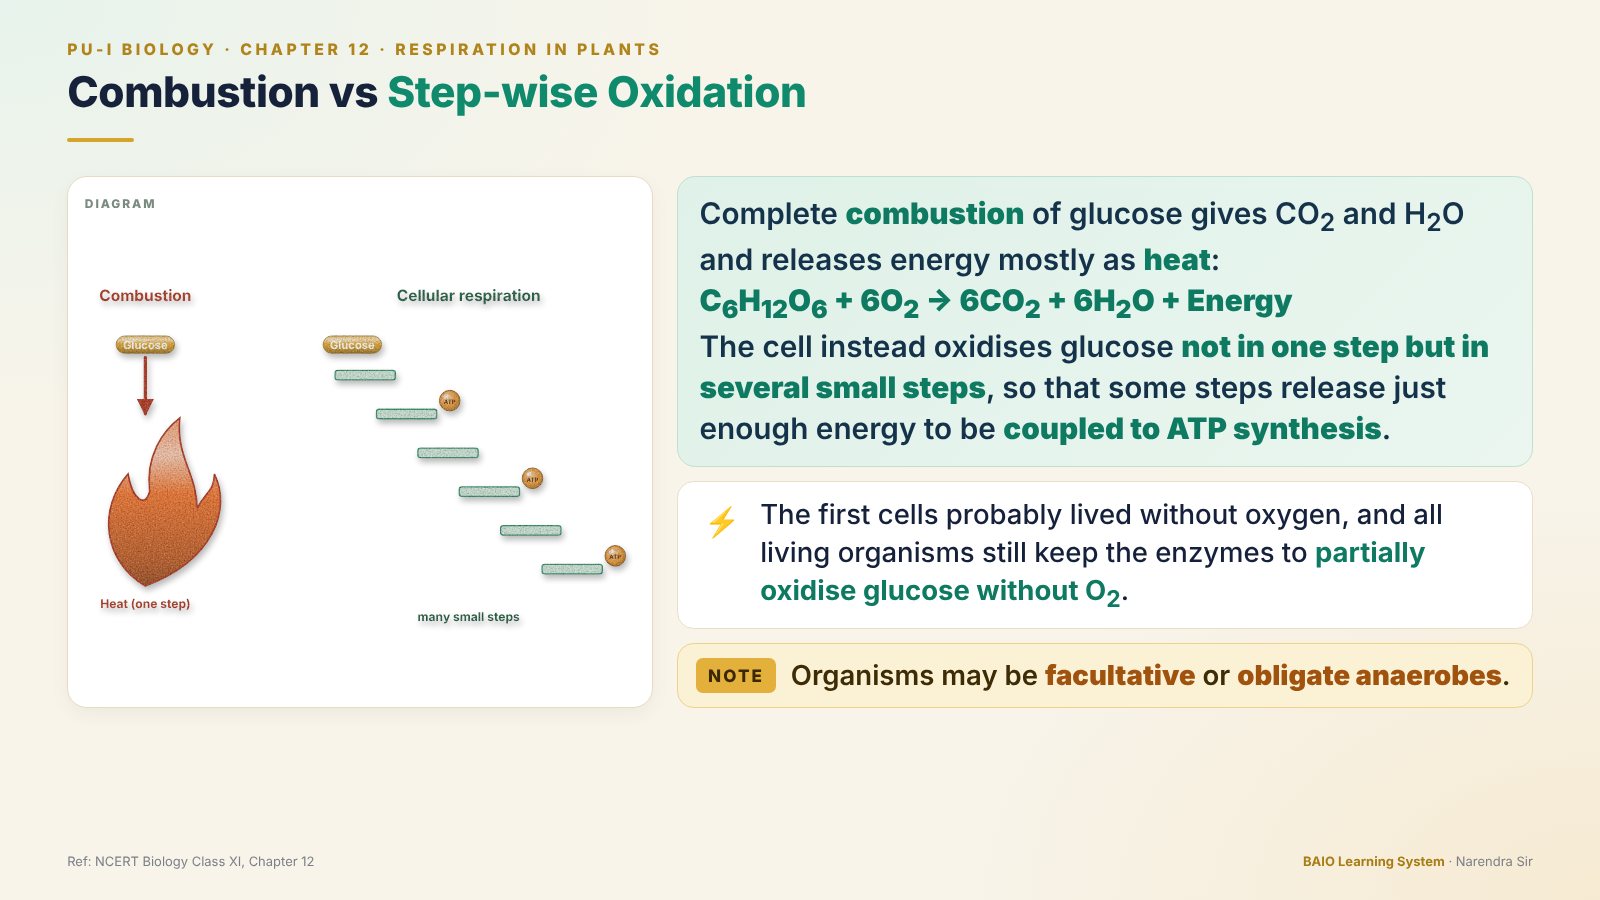 PU-I BIOLOGY · CHAPTER 12 · RESPIRATION IN PLANTS
Combustion vs Step-wise Oxidation
DIAGRAM
Combustion
Cellular respiration
Glucose
Glucose
ATP
ATP
ATP
Heat (one step)
many small steps
Complete combustion of glucose gives CO₂ and H₂O
and releases energy mostly as heat:
C₆H₁₂O₆ + 6O₂ → 6CO₂ + 6H₂O + Energy
The cell instead oxidises glucose not in one step but in
several small steps, so that some steps release just
enough energy to be coupled to ATP synthesis.
⚡ The first cells probably lived without oxygen, and all
living organisms still keep the enzymes to partially
oxidise glucose without O₂.
NOTE Organisms may be facultative or obligate anaerobes.
Ref: NCERT Biology Class XI, Chapter 12
BAIO Learning System · Narendra Sir